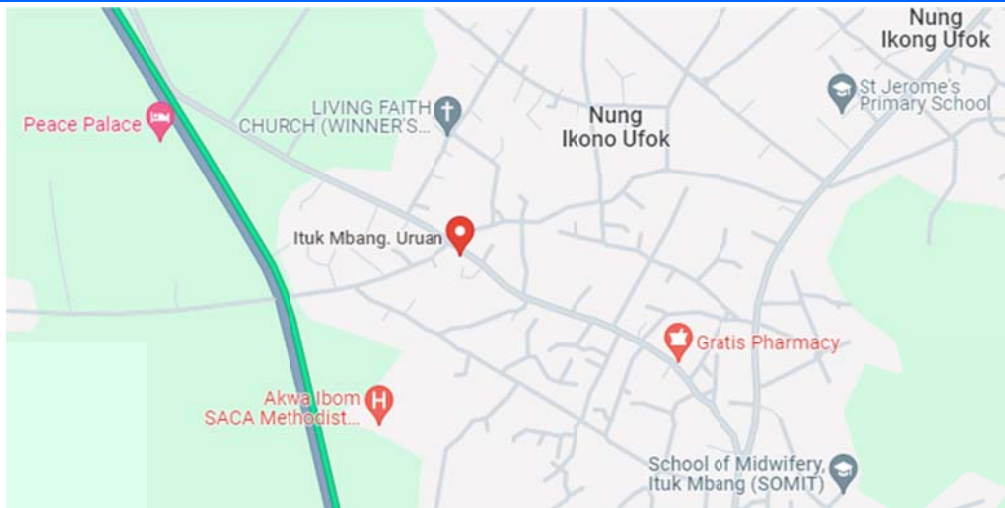 Nung
Ikong Ufok
St Jerome's
Primary School
LIVING FAITH
CHURCH (WINNER'S...
Peace Palace
Nung
Ikono Ufok
Ituk Mbang. Uruan
Gratis Pharmacy
Akwa Ibom
SACA Methodist...
School of Midwifery,
Ituk Mbang (SOMIT)